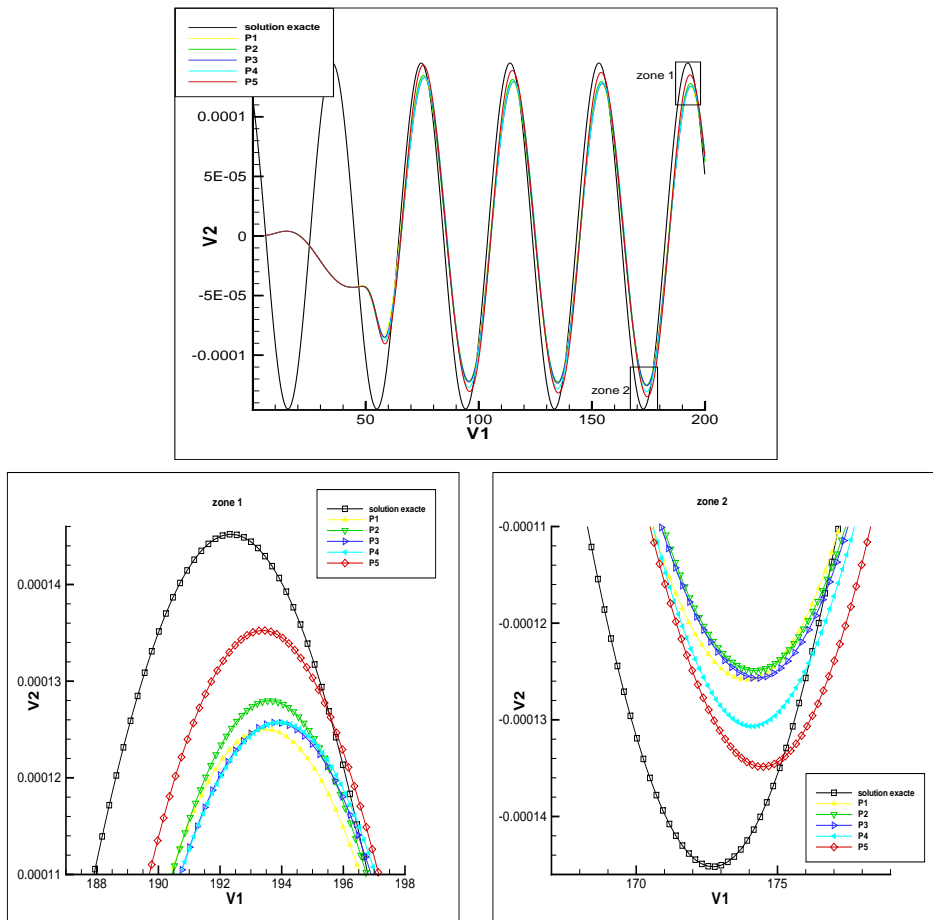 solution exacte
P1
P2
P3
P4
P5
zone 1
0.0001
5E-05
0
-5E-05
-0.0001
V2
zone 2
50
100
150
200
V1
zone 1
solution exacte
P1
P2
P3
P4
P5
0.00014
0.00013
0.00012
0.00011
V2
188
190
192
194
196
198
V1
zone 2
-0.00011
-0.00012
-0.00013
-0.00014
V2
solution exacte
P1
P2
P3
P4
P5
170
175
V1